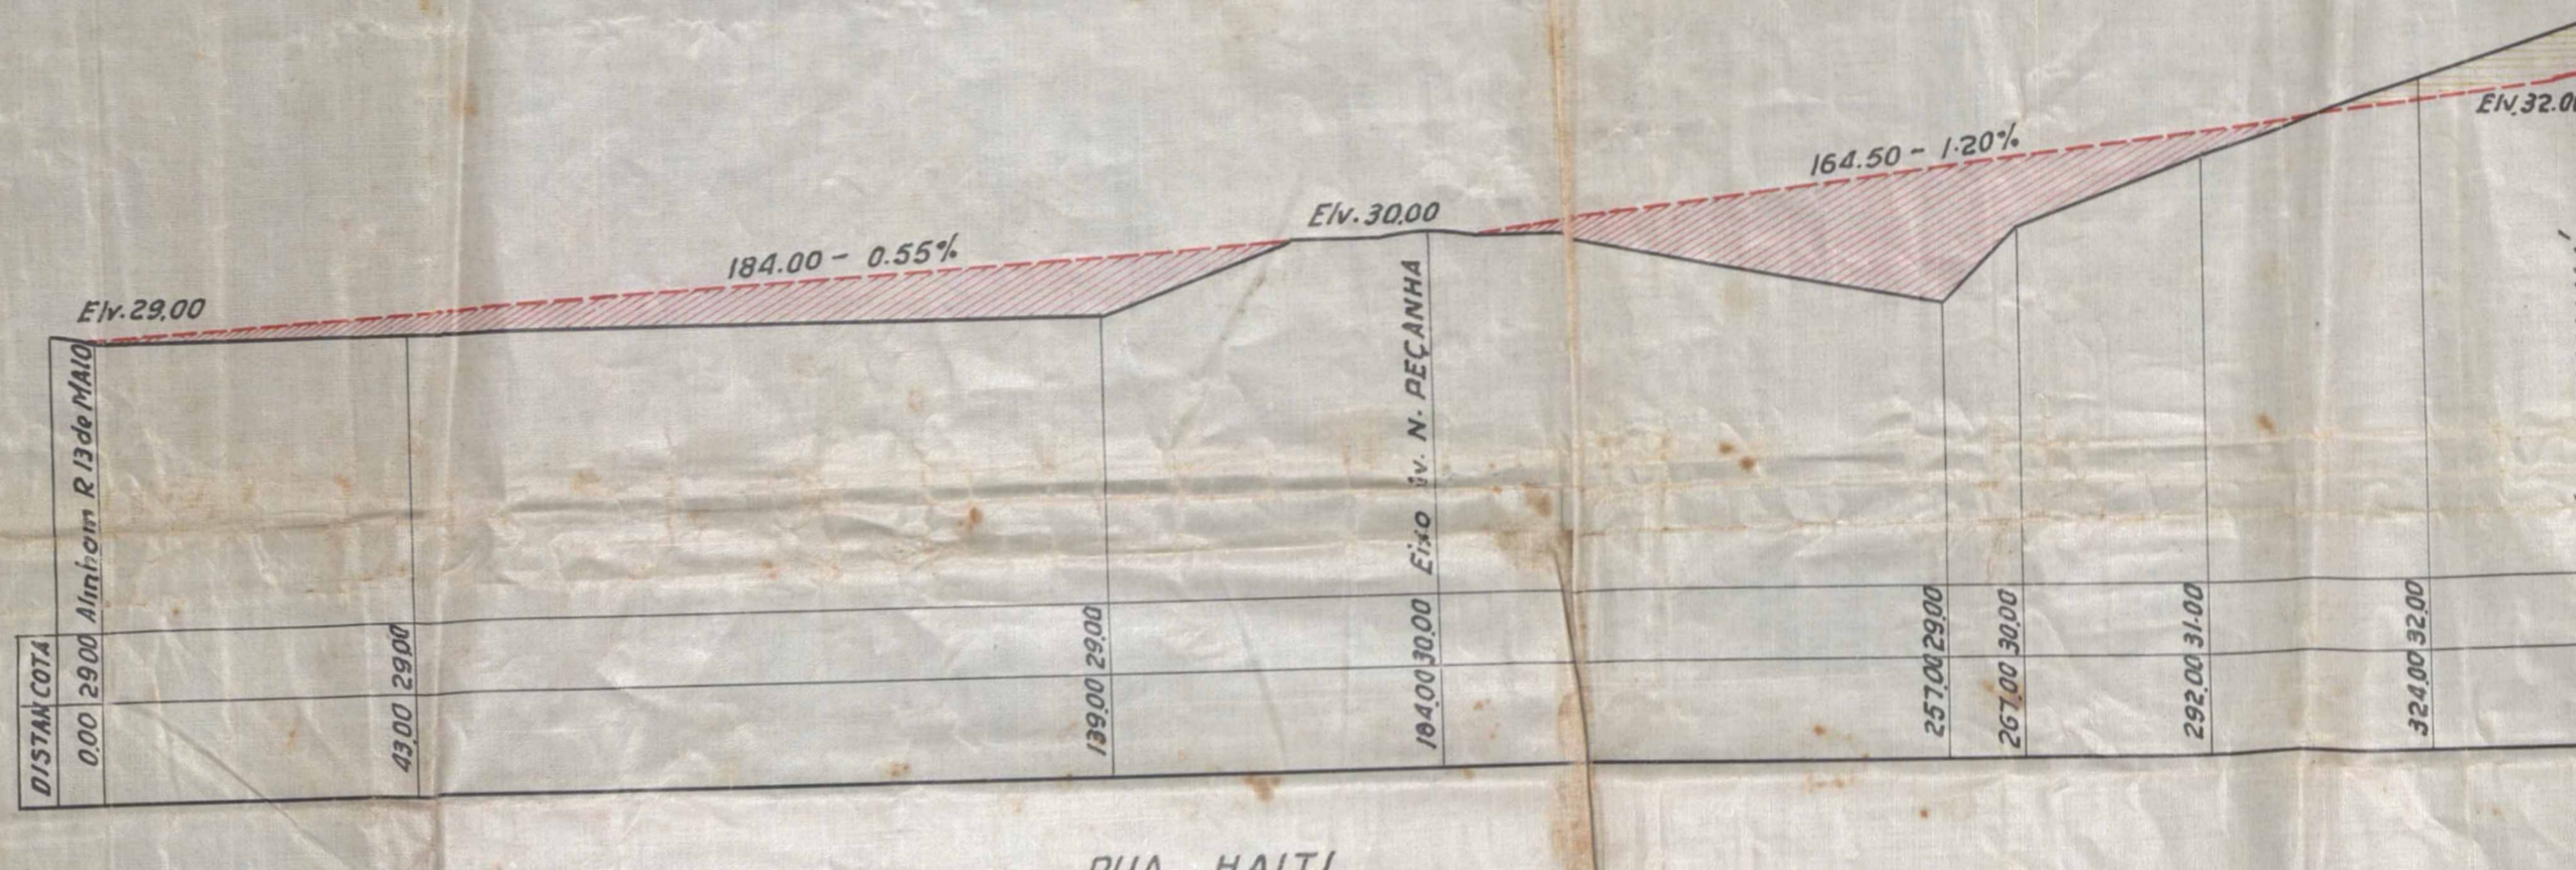 Elv. 32.0
164.50 - 1.20%
Elv. 30.00
184.00 - 0.55%
Elv. 29.00
Alinhom R 13 de MAIO
Eixo N. PEÇANHA
COTA 29.00 29.00 29.00 30.00 29.00 30.00 31.00 32.00
DISTAN 0.00 43.00 139.00 184.00 257.00 267.00 292.00 324.00
RUA HAITI